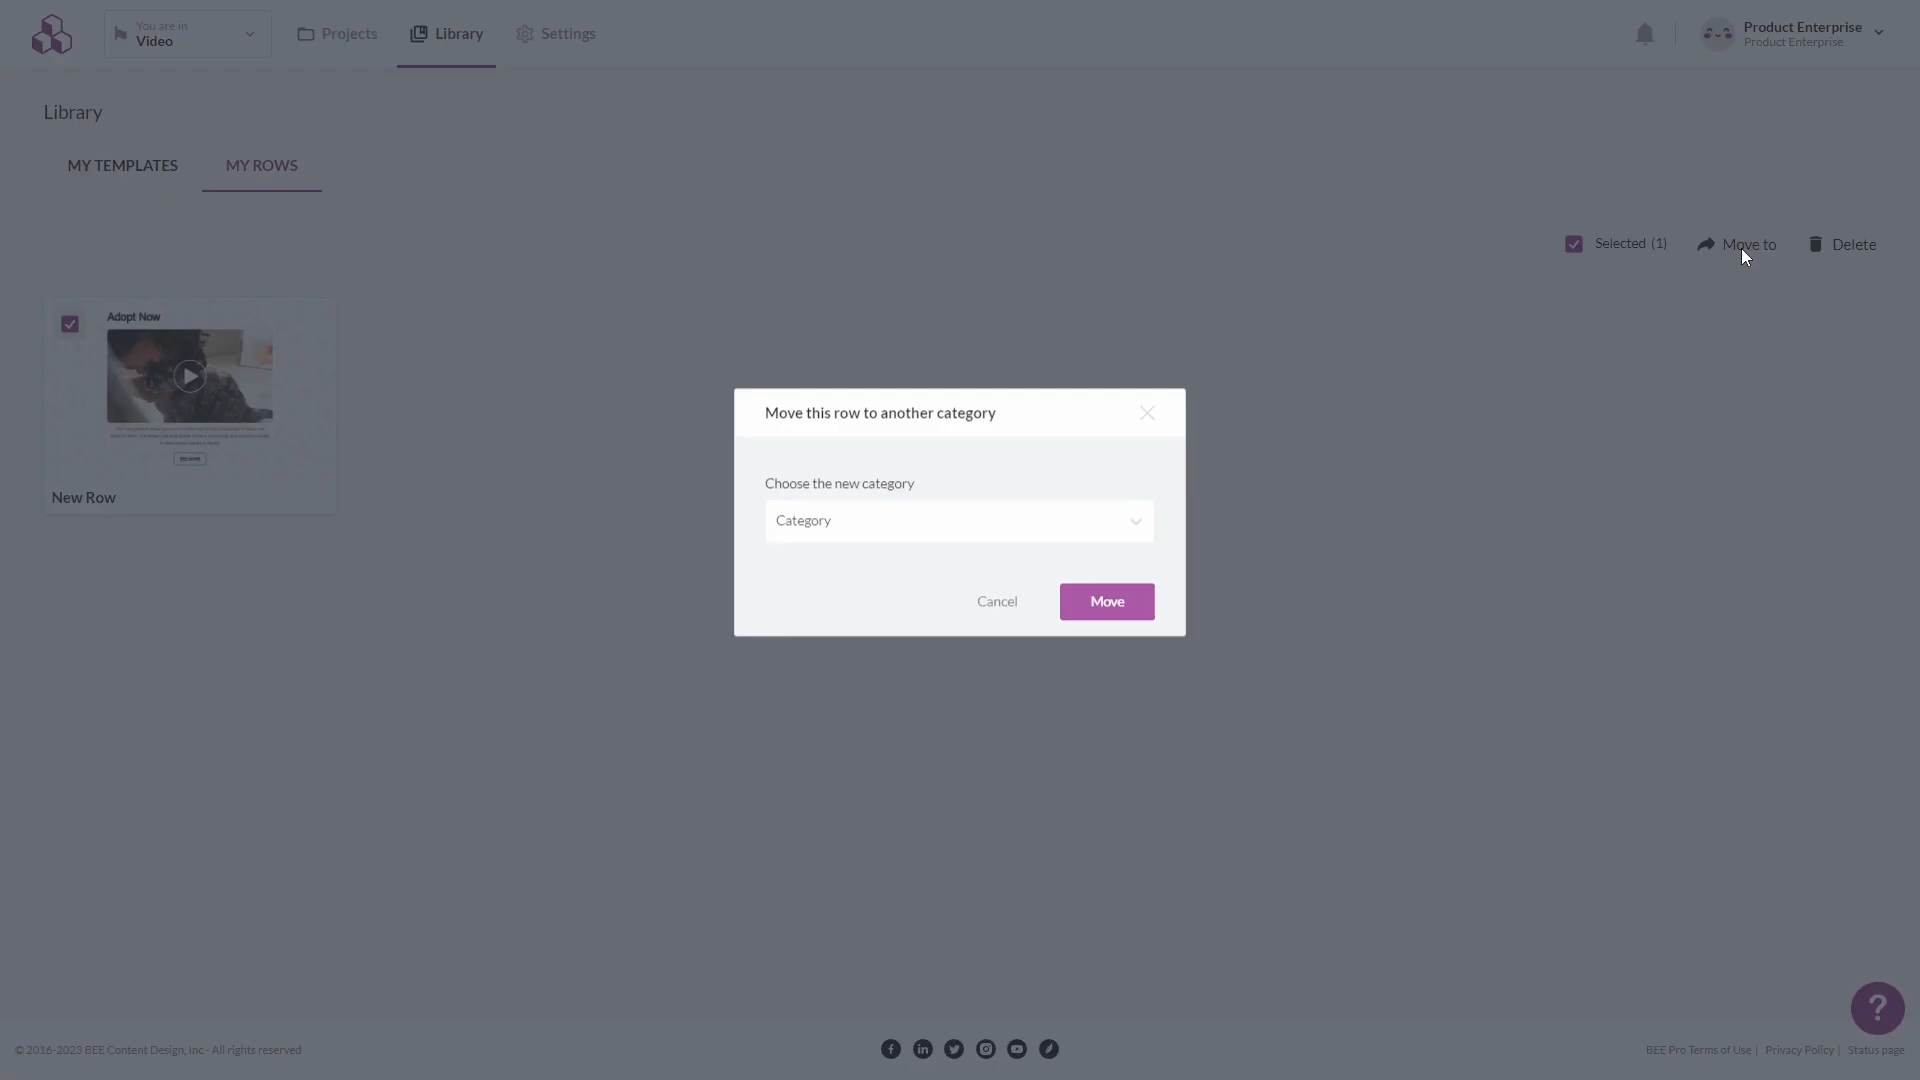 You are in
Video
Projects
Library
Settings
Product Enterprise
Product Enterprise
Library
MY TEMPLATES
MY ROWS
Selected (1)
Move to
Delete
Adopt Now
SEE MORE
New Row
Move this row to another category
Choose the new category
Category
Cancel
Move
?
© 2016-2023 BEE Content Design, Inc - All rights reserved
BEE Pro Terms of Use | Privacy Policy | Status page